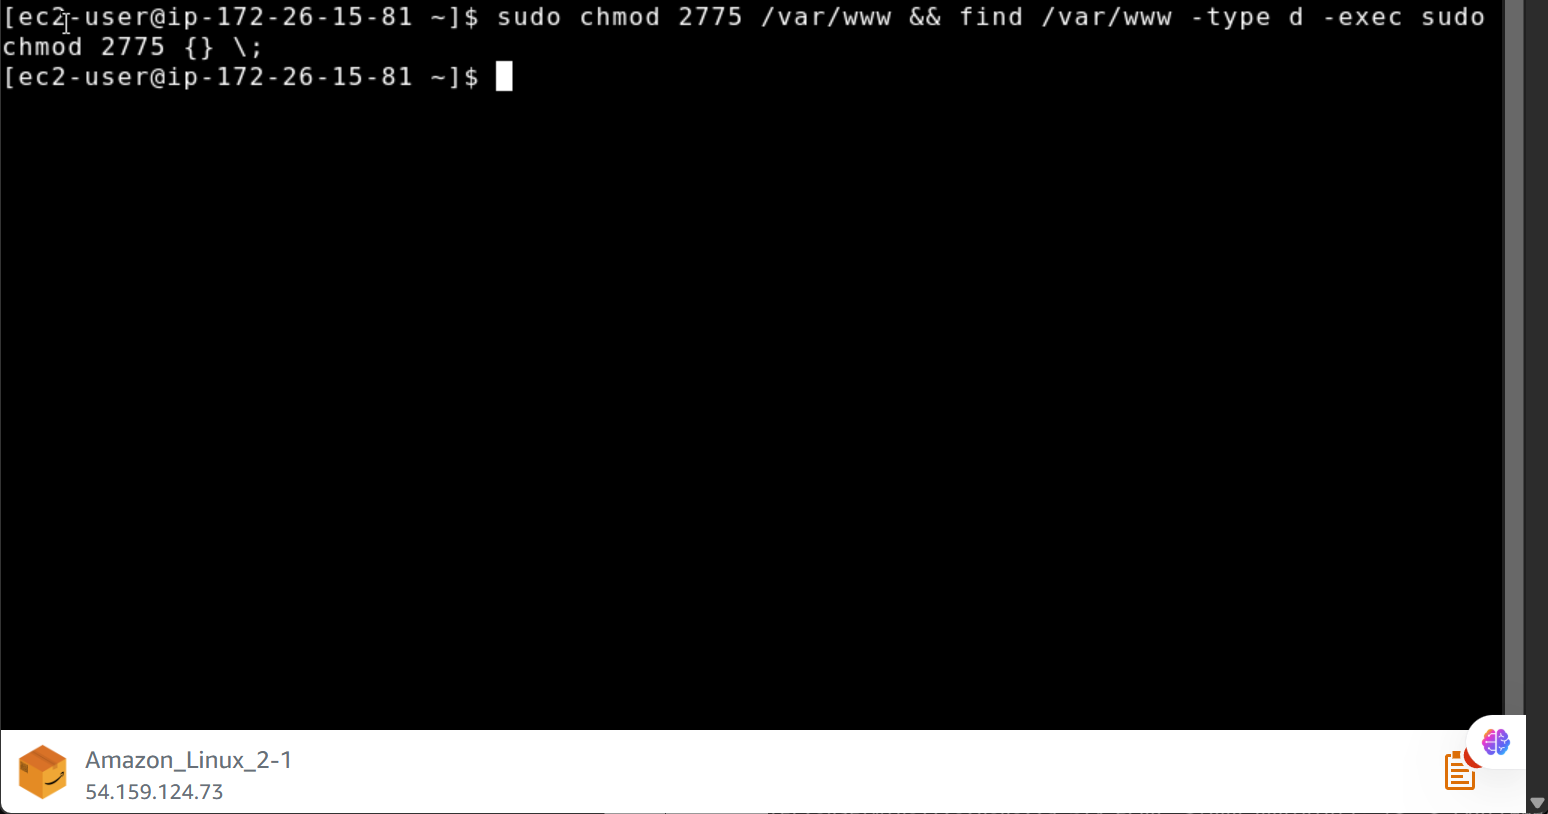 [ec2-user@ip-172-26-15-81 ~]$ sudo chmod 2775 /var/www && find /var/www -type d -exec sudo
chmod 2775 {} \;
[ec2-user@ip-172-26-15-81 ~]$
Amazon_Linux_2-1
54.159.124.73